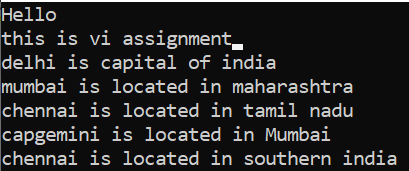 Hello
this is vi assignment
delhi is capital of india
mumbai is located in maharashtra
chennai is located in tamil nadu
capgemini is located in Mumbai
chennai is located in southern india